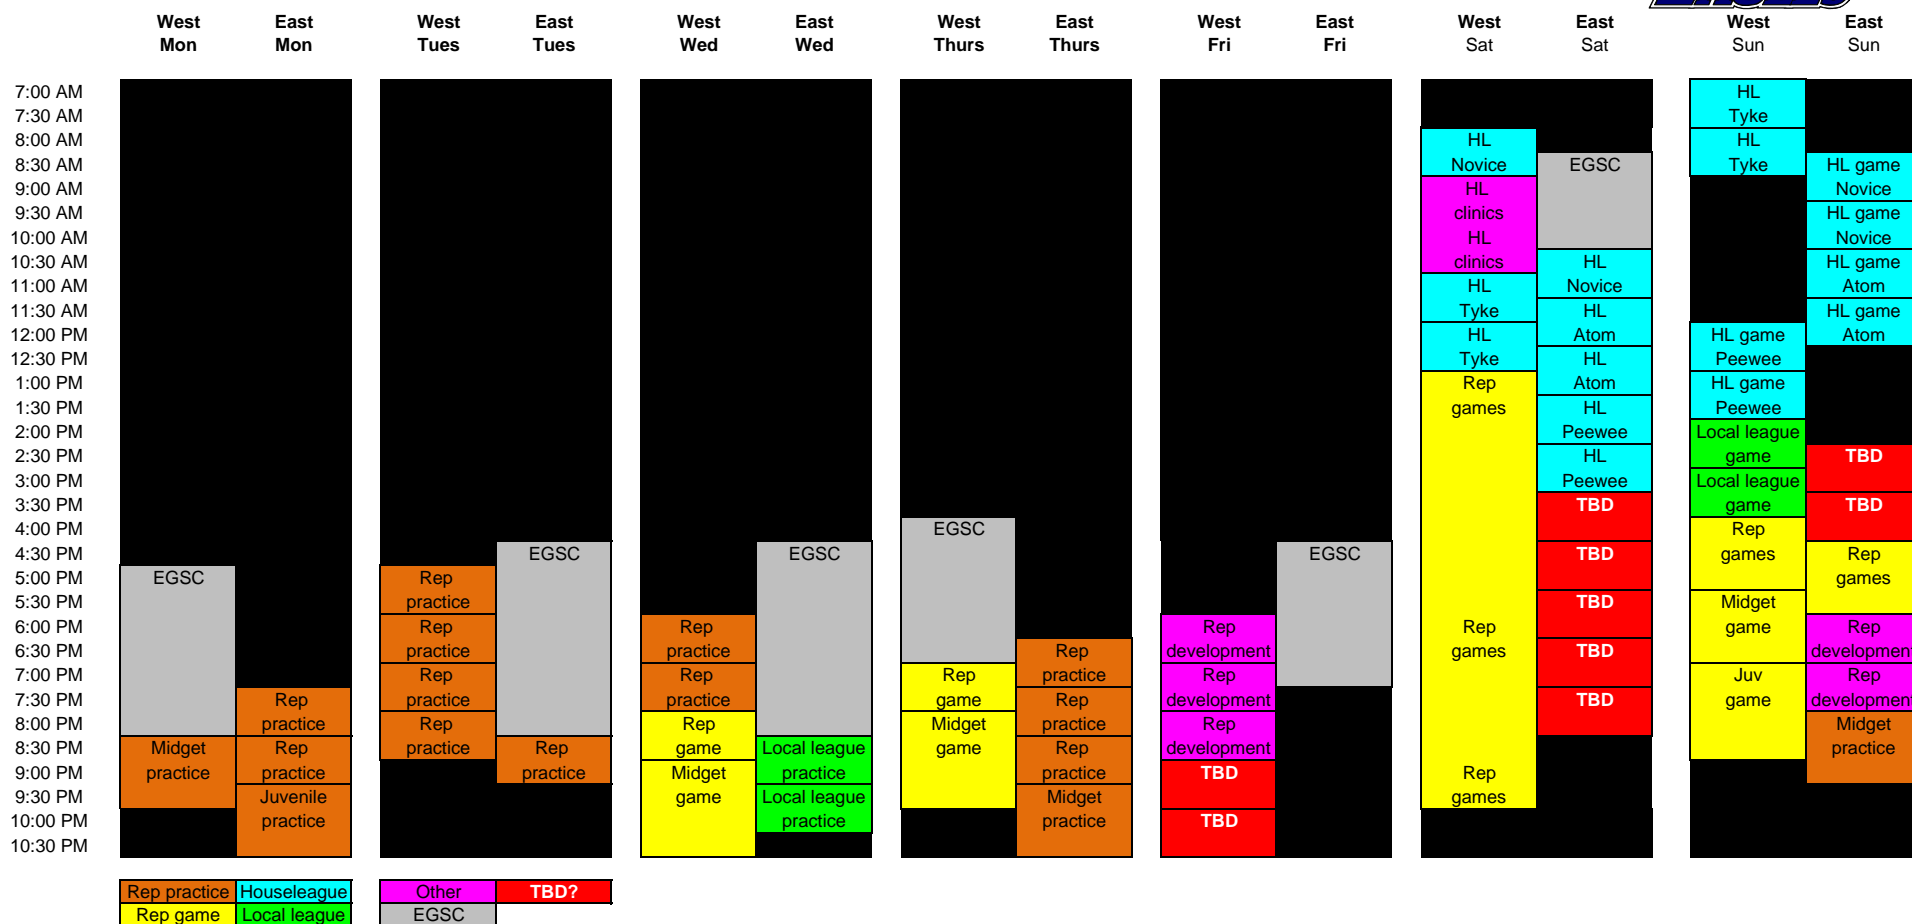 West East West East West East West East West East West East West East
Mon Mon Tues Tues Wed Wed Thurs Thurs Fri Fri Sat Sat Sun Sun
7:00 AM HL
7:30 AM Tyke
8:00 AM HL HL
8:30 AM Novice EGSC Tyke HL game
9:00 AM HL Novice
9:30 AM clinics HL game
10:00 AM HL Novice
10:30 AM clinics HL HL game
11:00 AM HL Novice Atom
11:30 AM Tyke HL HL game
12:00 PM HL Atom HL game Atom
12:30 PM Tyke HL Peewee
1:00 PM Rep Atom HL game
1:30 PM games HL Peewee
2:00 PM Peewee Local league
2:30 PM HL game TBD
3:00 PM Peewee Local league
3:30 PM TBD game TBD
4:00 PM EGSC Rep
4:30 PM EGSC EGSC EGSC TBD games Rep
5:00 PM EGSC Rep games
5:30 PM practice TBD Midget
6:00 PM Rep Rep Rep Rep game Rep
6:30 PM practice practice Rep development games TBD development
7:00 PM Rep Rep Rep practice Rep Juv Rep
7:30 PM Rep practice practice game Rep development TBD game development
8:00 PM practice Rep Rep Midget practice Rep Midget
8:30 PM Midget Rep practice Rep game Local league game Rep development practice
9:00 PM practice practice practice Midget practice practice TBD Rep
9:30 PM Juvenile game Local league Midget games
10:00 PM practice practice practice TBD
10:30 PM
Rep practice Houseleague Other TBD?
Rep game Local league EGSC